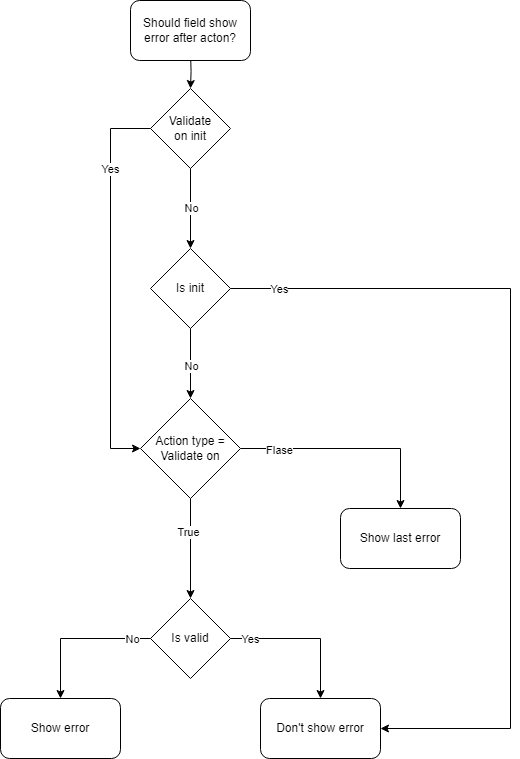 Should field show
error after acton?
Validate
on init
Yes
No
Is init
Yes
No
Action type =
Validate on
Flase
Show last error
True
Is valid
No
Yes
Show error
Don't show error